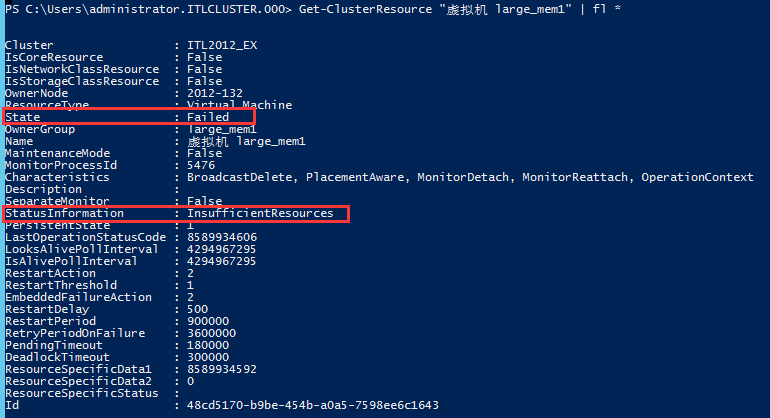 PS C:\Users\administrator.ITLCLUSTER.000> Get-ClusterResource "虚拟机 large_mem1" | fl *
Cluster : ITL2012_EX
IsCoreResource : False
IsNetworkClassResource : False
IsStorageClassResource : False
OwnerNode : 2012-132
ResourceType : Virtual Machine
State : Failed
OwnerGroup : large_mem1
Name : 虚拟机 large_mem1
MaintenanceMode : False
MonitorProcessId : 5476
Characteristics : BroadcastDelete, PlacementAware, MonitorDetach, MonitorReattach, OperationContext
Description :
SeparateMonitor : False
StatusInformation : InsufficientResources
PersistentState : 1
LastOperationStatusCode : 8589934606
LooksAlivePollInterval : 4294967295
IsAlivePollInterval : 4294967295
RestartAction : 2
RestartThreshold : 1
EmbeddedFailureAction : 2
RestartDelay : 500
RestartPeriod : 900000
RetryPeriodOnFailure : 3600000
PendingTimeout : 180000
DeadlockTimeout : 300000
ResourceSpecificData1 : 8589934592
ResourceSpecificData2 : 0
ResourceSpecificStatus :
Id : 48cd5170-b9be-454b-a0a5-7598ee6c1643